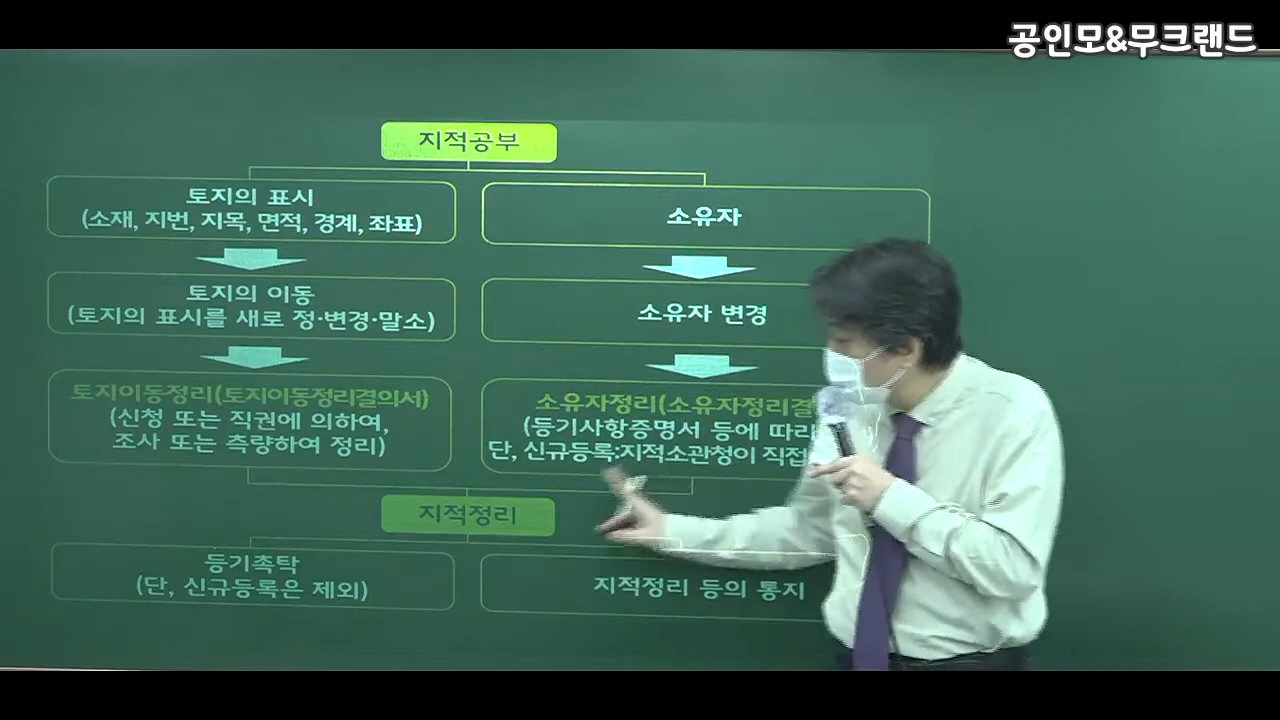 공인모&무크랜드
지적공부
토지의 표시
(소재, 지번, 지목, 면적, 경계, 좌표)
소유자
토지의 이동
(토지의 표시를 새로 정·변경·말소)
소유자 변경
토지이동정리(토지이동정리결의서)
(신청 또는 직권에 의하여,
조사 또는 측량하여 정리)
소유자정리(소유자정리결
(등기사항증명서 등에 따라
단, 신규등록:지적소관청이 직접
지적정리
등기촉탁
(단, 신규등록은 제외)
지적정리 등의 통지